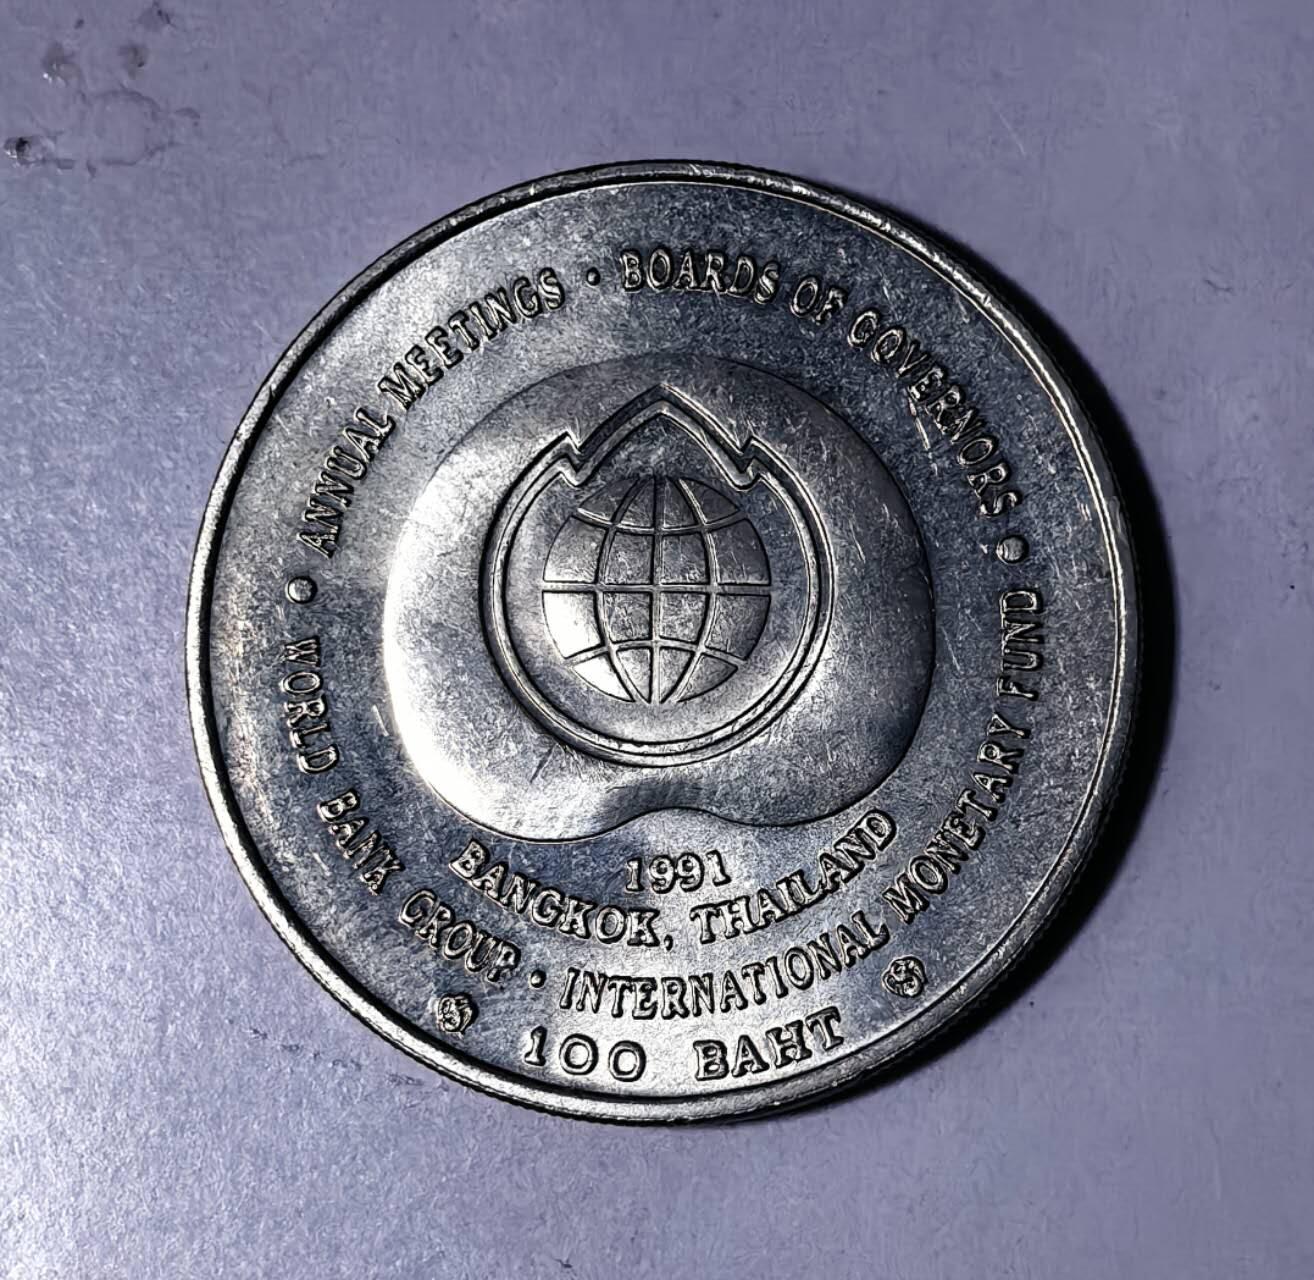 ANNUAL MEETINGS • BOARDS OF GOVERNORS •
WORLD BANK GROUP • INTERNATIONAL MONETARY FUND •
1991
BANGKOK, THAILAND
100 BAHT